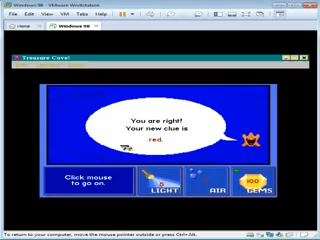 Windows 98 - VMware Workstation
File Edit View VM Tabs Help
Home Windows 98
Treasure Cove!
You are right!
Your new clue is
red.
Click mouse
to go on.
LIGHT AIR GEMS
100
To return to your computer, move the mouse pointer outside or press Ctrl+Alt.